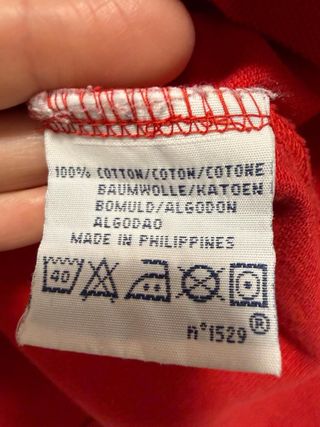 100% COTTON/COTON/COTONE
BAUMWOLLE/KATOEN
BOMULD/ALGODON
ALGODAO
MADE IN PHILIPPINES
40
n°1529 ®